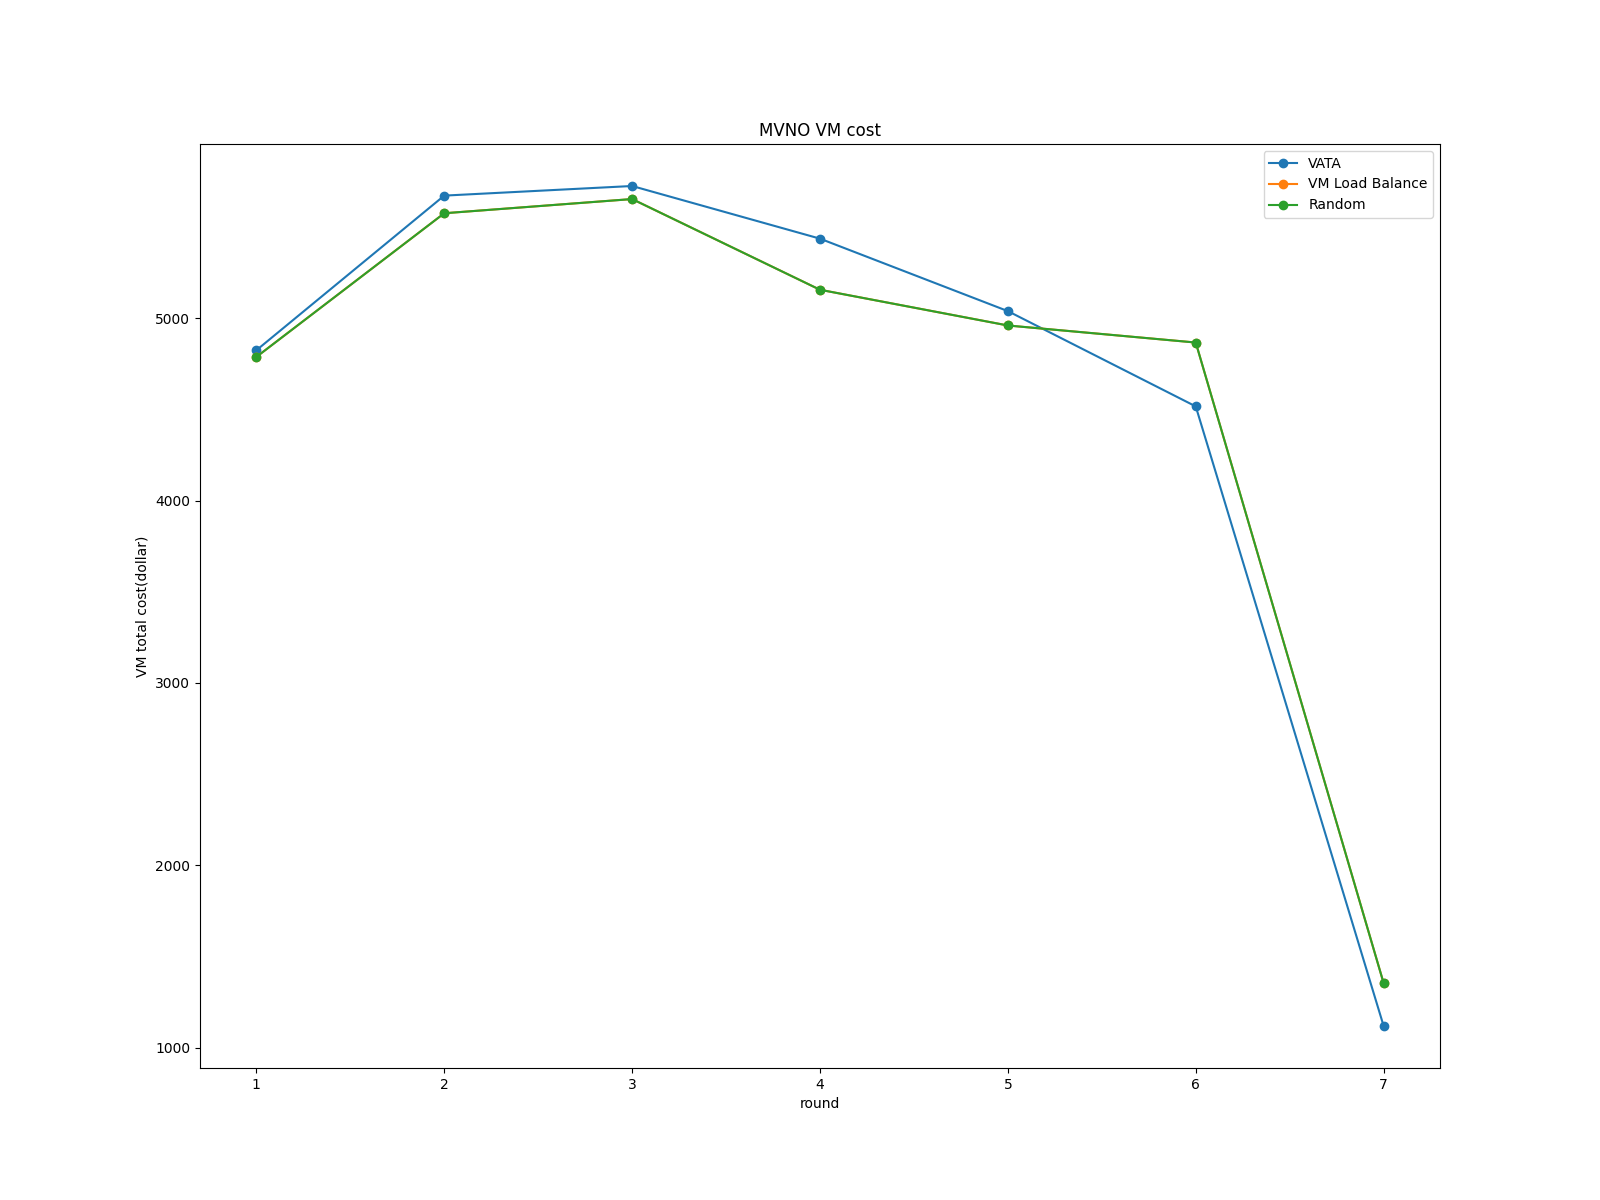 MVNO VM cost
VATA
VM Load Balance
Random
5000
4000
3000
2000
1000
VM total cost(dollar)
1 2 3 4 5 6 7
round